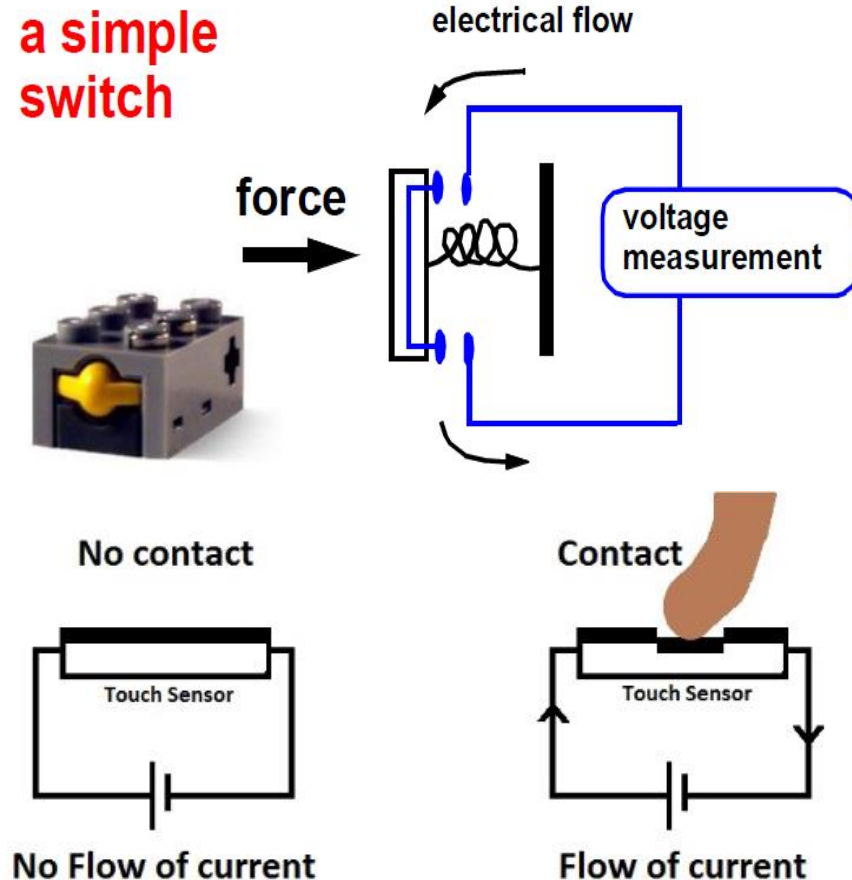 a simple
switch
electrical flow
force
voltage
measurement
No contact
Contact
Touch Sensor
Touch Sensor
No Flow of current
Flow of current